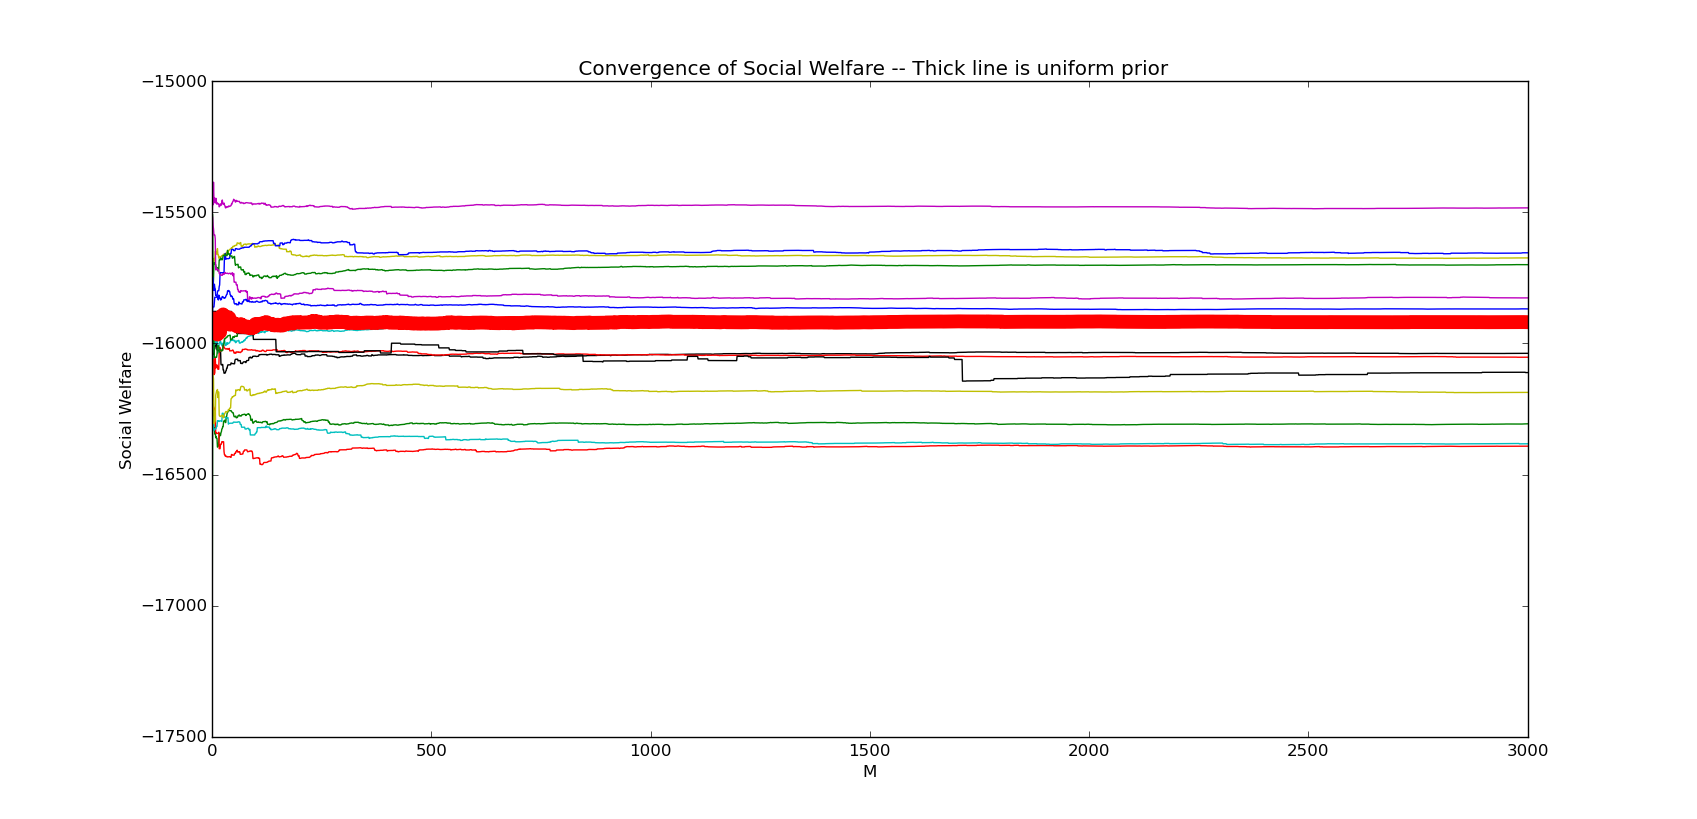 Convergence of Social Welfare -- Thick line is uniform prior
−15000
−15500
−16000
−16500
−17000
−17500
Social Welfare
0 500 1000 1500 2000 2500 3000
M